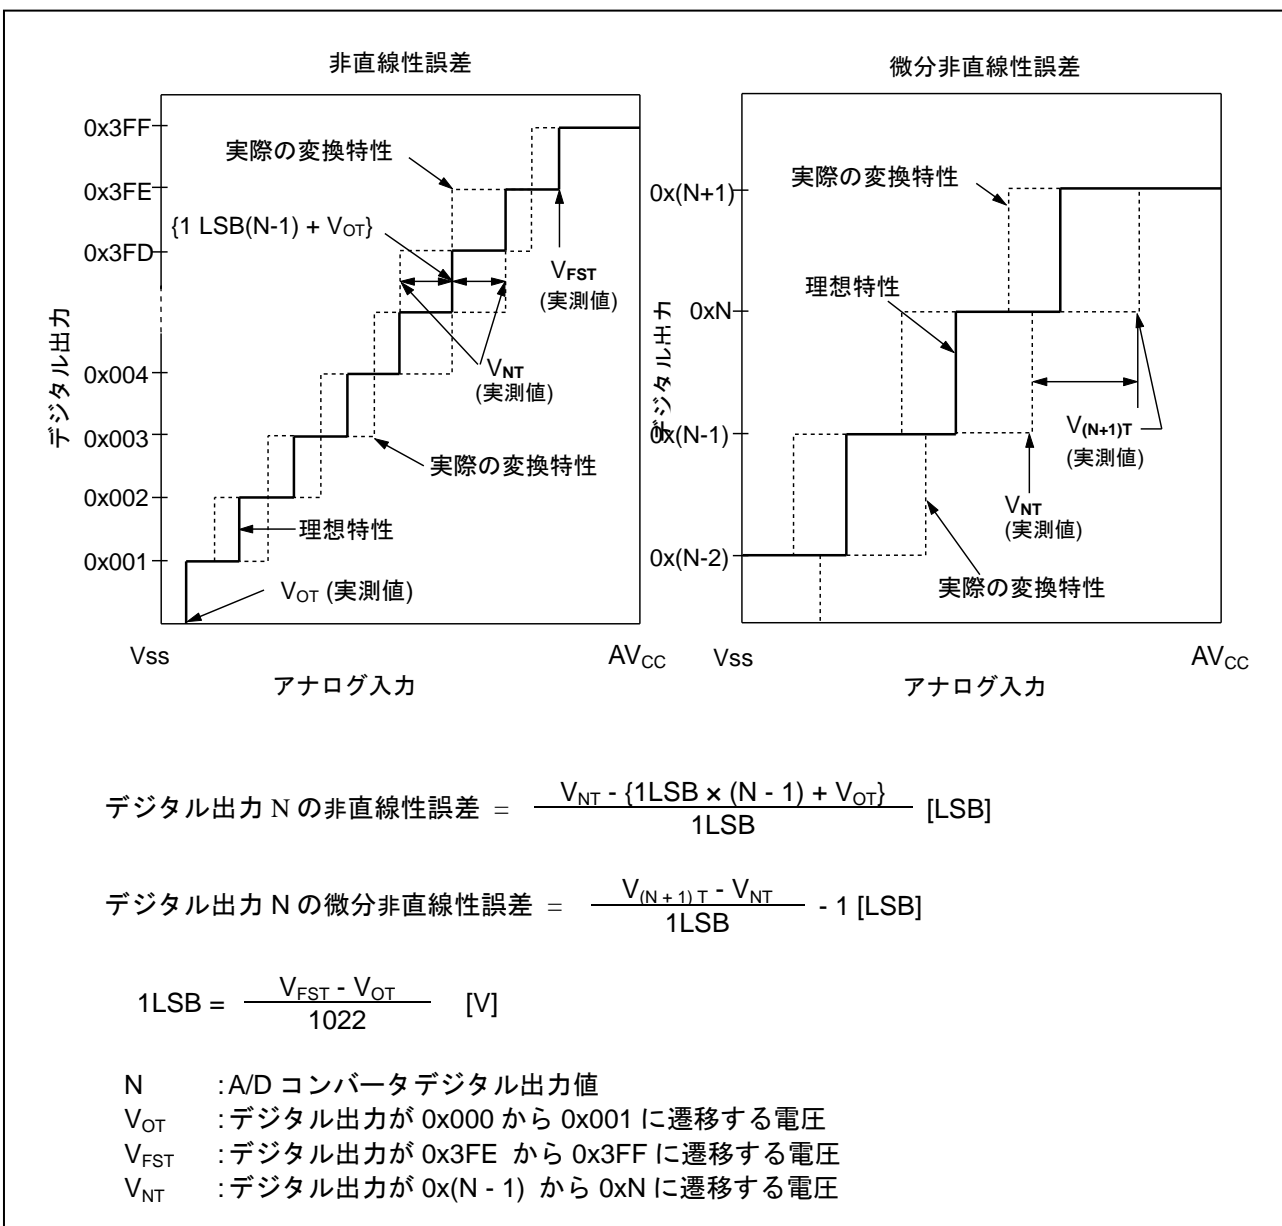 非直線性誤差
0x3FF
0x3FE
0x3FD
0x004
0x003
0x002
0x001
デジタル出力
実際の変換特性
{1 LSB(N-1) + VOT}
VFST
(実測値)
VNT
(実測値)
実際の変換特性
理想特性
VOT (実測値)
Vss
AVCC
アナログ入力
微分非直線性誤差
0x(N+1)
0xN
0x(N-1)
0x(N-2)
デジタル出力
実際の変換特性
理想特性
V(N+1)T
(実測値)
VNT
(実測値)
実際の変換特性
Vss
AVCC
アナログ入力
デジタル出力 N の非直線性誤差 = VNT - {1LSB × (N - 1) + VOT} / 1LSB [LSB]
デジタル出力 N の微分非直線性誤差 = V(N + 1) T - VNT / 1LSB - 1 [LSB]
1LSB = VFST - VOT / 1022 [V]
N : A/D コンバータデジタル出力値
VOT : デジタル出力が 0x000 から 0x001 に遷移する電圧
VFST : デジタル出力が 0x3FE から 0x3FF に遷移する電圧
VNT : デジタル出力が 0x(N - 1) から 0xN に遷移する電圧